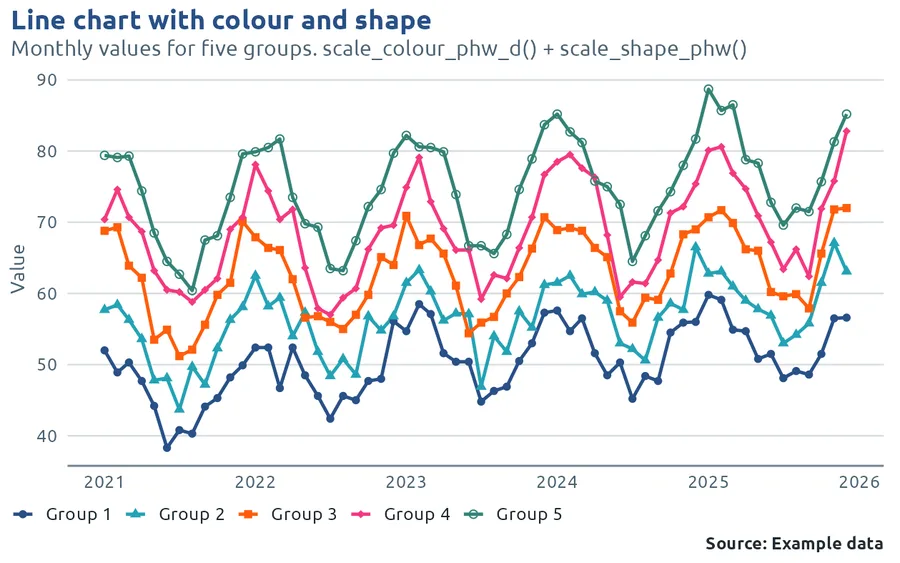 Line chart with colour and shape
Monthly values for five groups. scale_colour_phw_d() + scale_shape_phw()
90
80
70
60
50
40
Value
2021 2022 2023 2024 2025 2026
Group 1 Group 2 Group 3 Group 4 Group 5
Source: Example data